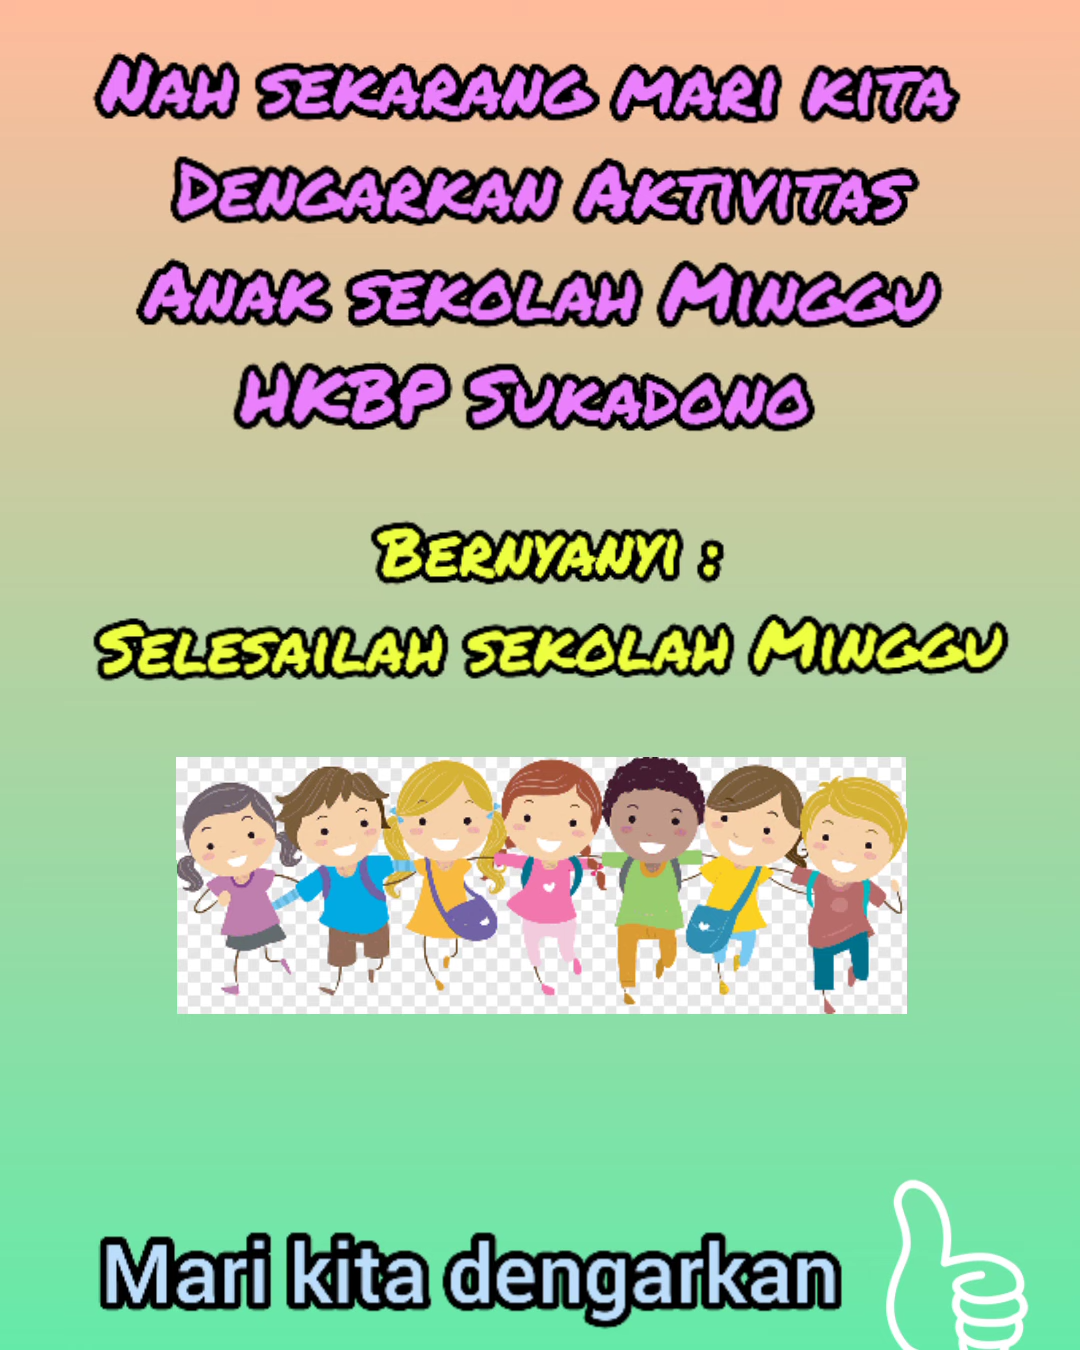 Nah sekarang mari kita
Dengarkan Aktivitas
Anak sekolah Minggu
HKBP Sukadono
Bernyanyi :
Selesailah sekolah Minggu
Mari kita dengarkan